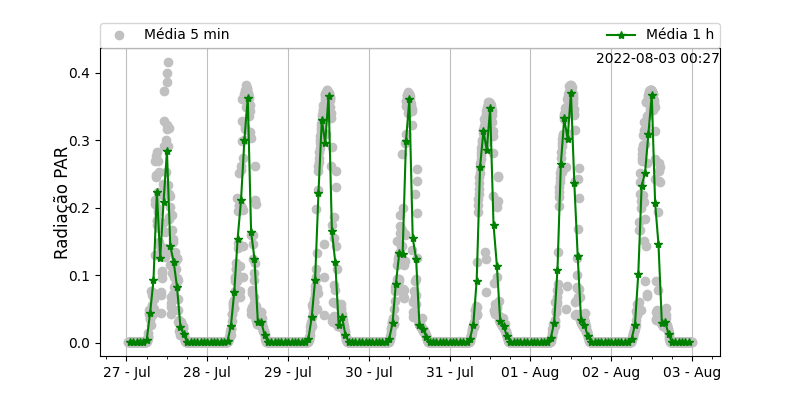 Média 5 min
Média 1 h
2022-08-03 00:27
Radiação PAR
0.4
0.3
0.2
0.1
0.0
27 - Jul
28 - Jul
29 - Jul
30 - Jul
31 - Jul
01 - Aug
02 - Aug
03 - Aug